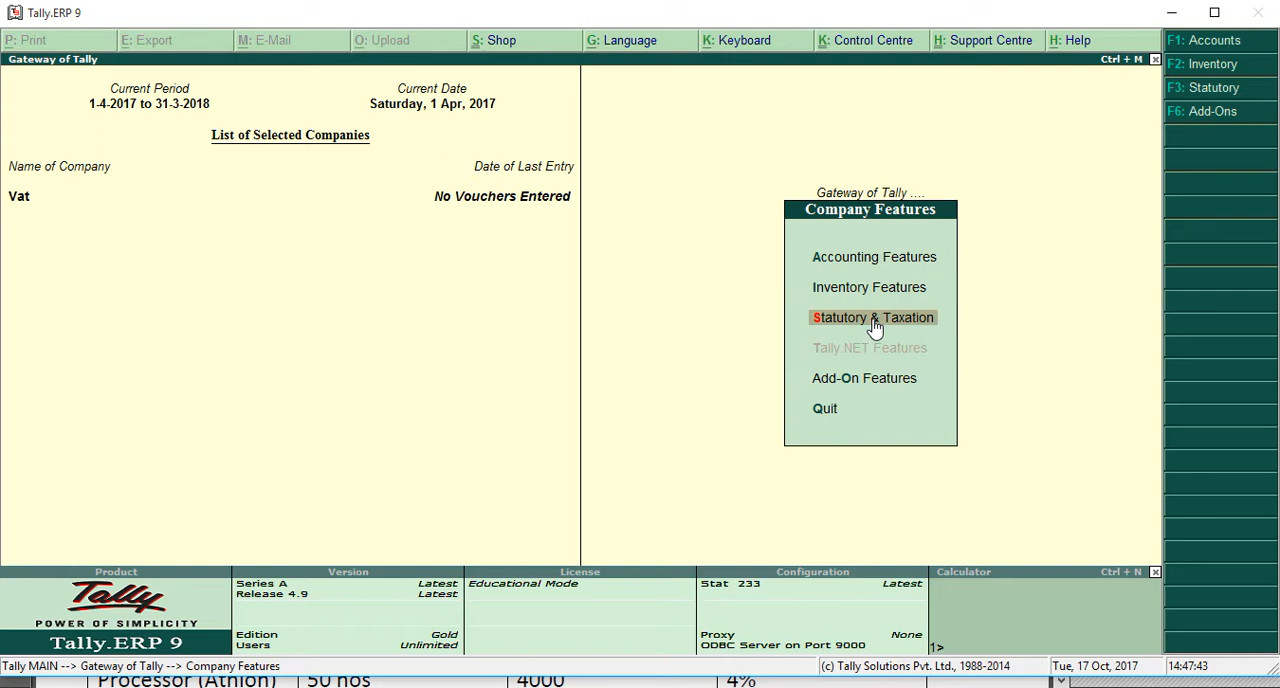 Tally.ERP 9
P: Print E: Export M: E-Mail O: Upload S: Shop G: Language K: Keyboard K: Control Centre H: Support Centre H: Help
F1: Accounts
F2: Inventory
F3: Statutory
F6: Add-Ons
Gateway of Tally Ctrl + M
Current Period Current Date
1-4-2017 to 31-3-2018 Saturday, 1 Apr, 2017
List of Selected Companies
Name of Company Date of Last Entry
Vat No Vouchers Entered
Gateway of Tally ....
Company Features
Accounting Features
Inventory Features
Statutory & Taxation
Tally.NET Features
Add-On Features
Quit
Product Version License Configuration Calculator Ctrl + N
Tally
POWER OF SIMPLICITY
Tally.ERP 9
Series A Latest
Release 4.9 Latest
Edition Gold
Users Unlimited
Educational Mode
Stat 233 Latest
Proxy None
ODBC Server on Port 9000
1>
Tally MAIN --> Gateway of Tally --> Company Features (c) Tally Solutions Pvt. Ltd., 1988-2014 Tue, 17 Oct, 2017 14:47:43
Processor (Athlon) 50 nos 4000 4%